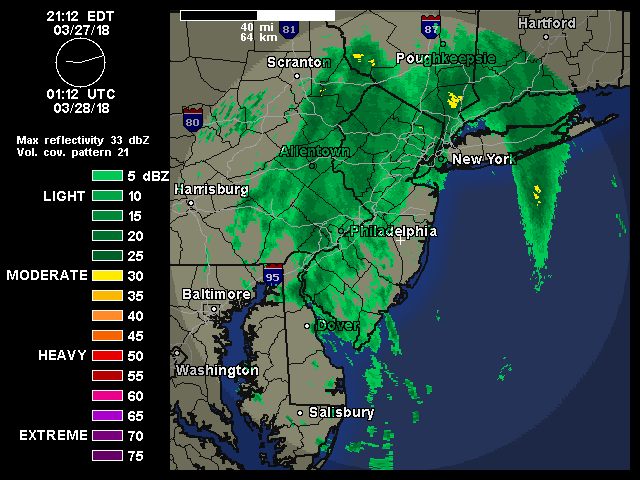 21:12 EDT
03/27/18
01:12 UTC
03/28/18
Max reflectivity 33 dbZ
Vol. cov. pattern 21
5 dBZ
LIGHT 10
15
20
25
MODERATE 30
35
40
45
HEAVY 50
55
60
65
EXTREME 70
75
40 mi
64 km
81
87
Hartford
Scranton
Poughkeepsie
80
Allentown
New York
Harrisburg
Philadelphia
95
Baltimore
Dover
Washington
Salisbury